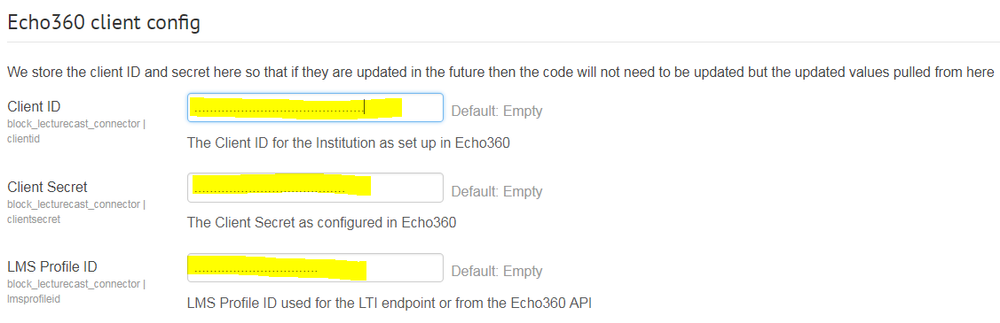 Echo360 client config
We store the client ID and secret here so that if they are updated in the future then the code will not need to be updated but the updated values pulled from here
Client ID
block_lecturecast_connector |
clientid
Default: Empty
The Client ID for the Institution as set up in Echo360
Client Secret
block_lecturecast_connector |
clientsecret
Default: Empty
The Client Secret as configured in Echo360
LMS Profile ID
block_lecturecast_connector |
lmsprofileid
Default: Empty
LMS Profile ID used for the LTI endpoint or from the Echo360 API